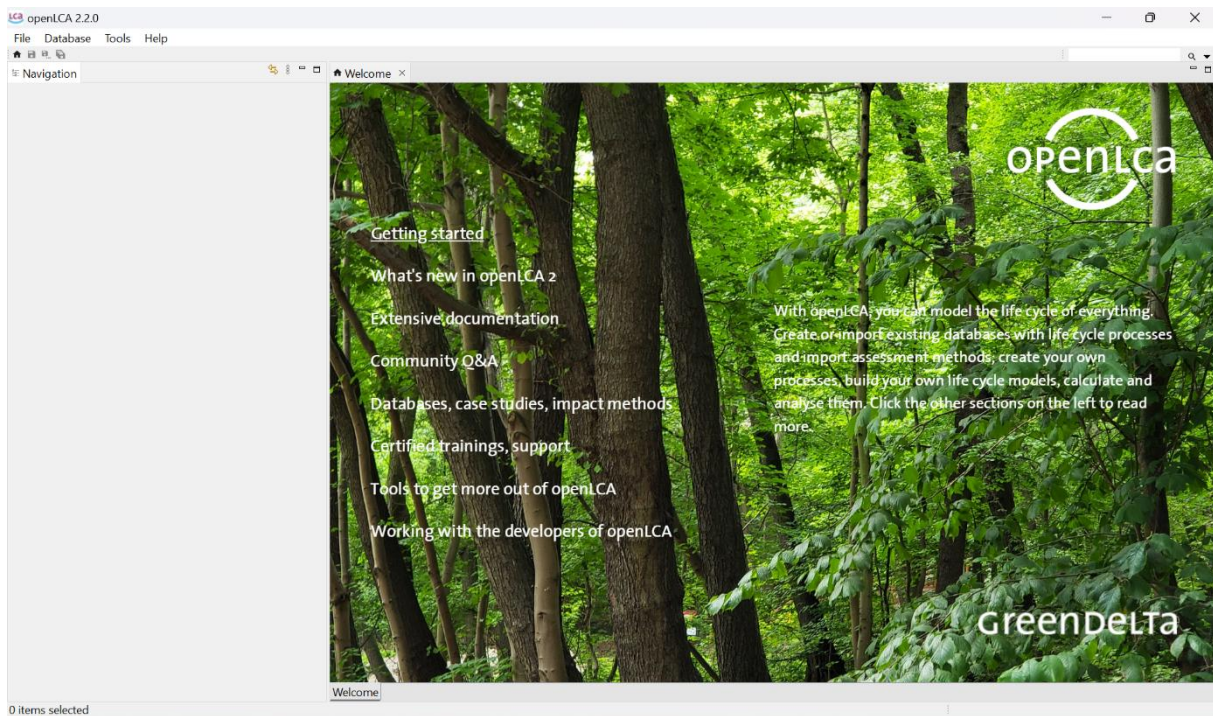 openLCA 2.2.0
File Database Tools Help
Navigation
Welcome
openLCa
Getting started
What's new in openLCA 2
Extensive documentation
Community Q&A
Databases, case studies, impact methods
Certified trainings, support
Tools to get more out of openLCA
Working with the developers of openLCA
With openLCA, you can model the life cycle of everything.
Create or import existing databases with life cycle processes
and import assessment methods, create your own
processes, build your own life cycle models, calculate and
analyse them. Click the other sections on the left to read
more.
GreenDeLTa
Welcome
0 items selected